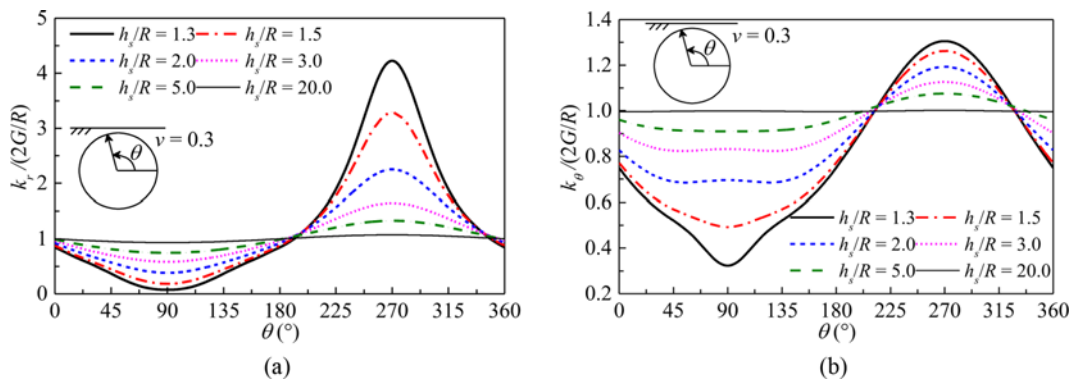 5
4
3
2
1
0
k_r/(2G/R)
h_s/R = 1.3 h_s/R = 1.5
h_s/R = 2.0 h_s/R = 3.0
h_s/R = 5.0 h_s/R = 20.0
v = 0.3
θ
0 45 90 135 180 225 270 315 360
θ(°)
(a)
1.4
1.2
1.0
0.8
0.6
0.4
0.2
k_θ/(2G/R)
v = 0.3
θ
h_s/R = 1.3 h_s/R = 1.5
h_s/R = 2.0 h_s/R = 3.0
h_s/R = 5.0 h_s/R = 20.0
0 45 90 135 180 225 270 315 360
θ(°)
(b)